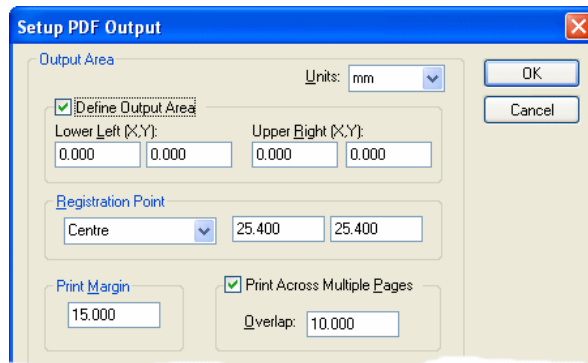 Setup PDF Output
Output Area
Units: mm
OK
Define Output Area
Cancel
Lower Left (X,Y): Upper Right (X,Y):
0.000 0.000 0.000 0.000
Registration Point
Centre 25.400 25.400
Print Margin Print Across Multiple Pages
15.000
Overlap: 10.000